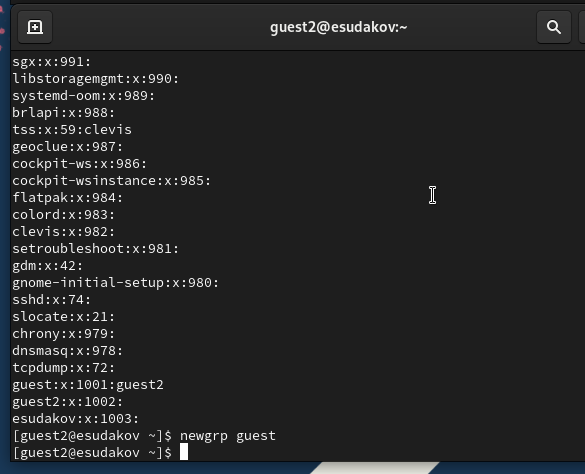 guest2@esudakov:~
sgx:x:991:
libstoragemgmt:x:990:
systemd-oom:x:989:
brlapi:x:988:
tss:x:59:clevis
geoclue:x:987:
cockpit-ws:x:986:
cockpit-wsinstance:x:985:
flatpak:x:984:
colord:x:983:
clevis:x:982:
setroubleshoot:x:981:
gdm:x:42:
gnome-initial-setup:x:980:
sshd:x:74:
slocate:x:21:
chrony:x:979:
dnsmasq:x:978:
tcpdump:x:72:
guest:x:1001:guest2
guest2:x:1002:
esudakov:x:1003:
[guest2@esudakov ~]$ newgrp guest
[guest2@esudakov ~]$